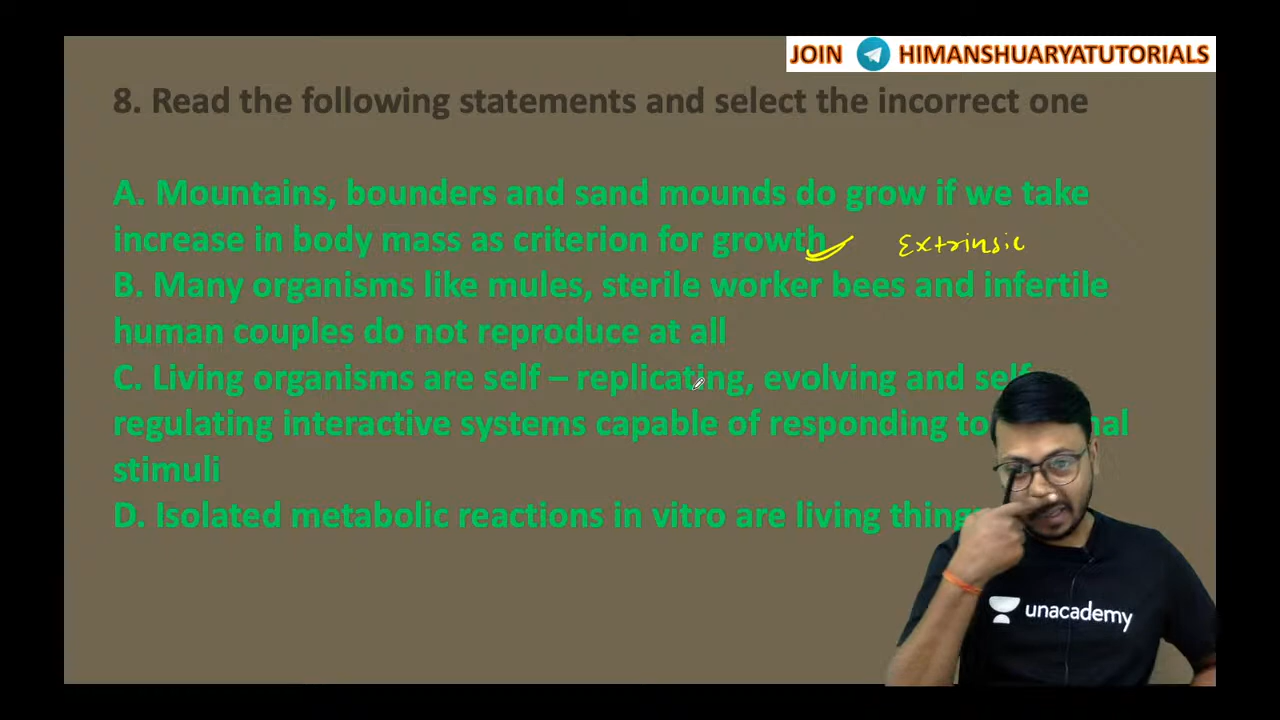 JOIN HIMANSHUARYATUTORIALS
8. Read the following statements and select the incorrect one
A. Mountains, bounders and sand mounds do grow if we take
increase in body mass as criterion for growth Extrinsic
B. Many organisms like mules, sterile worker bees and infertile
human couples do not reproduce at all
C. Living organisms are self – replicating, evolving and self
regulating interactive systems capable of responding to
stimuli
D. Isolated metabolic reactions in vitro are living things
unacademy